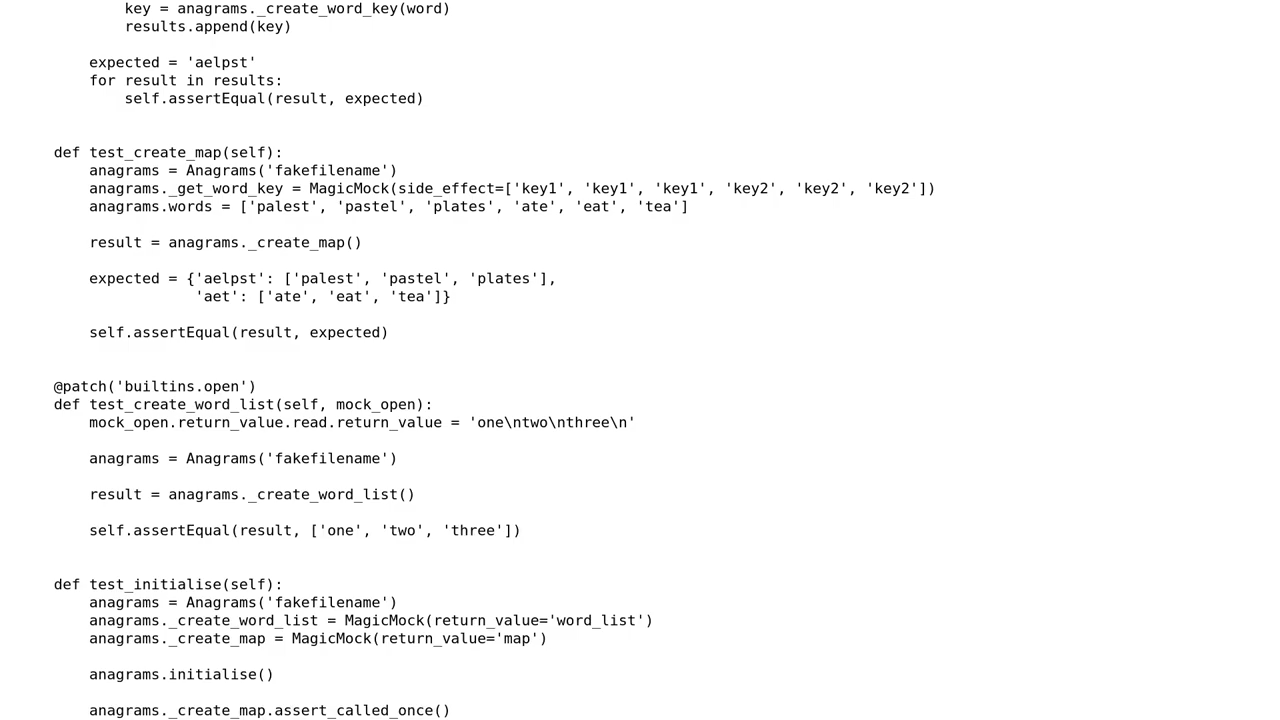 key = anagrams._create_word_key(word)
results.append(key)
expected = 'aelpst'
for result in results:
self.assertEqual(result, expected)
def test_create_map(self):
anagrams = Anagrams('fakefilename')
anagrams._get_word_key = MagicMock(side_effect=['key1', 'key1', 'key1', 'key2', 'key2', 'key2'])
anagrams.words = ['palest', 'pastel', 'plates', 'ate', 'eat', 'tea']
result = anagrams._create_map()
expected = {'aelpst': ['palest', 'pastel', 'plates'],
'aet': ['ate', 'eat', 'tea']}
self.assertEqual(result, expected)
@patch('builtins.open')
def test_create_word_list(self, mock_open):
mock_open.return_value.read.return_value = 'one\ntwo\nthree\n'
anagrams = Anagrams('fakefilename')
result = anagrams._create_word_list()
self.assertEqual(result, ['one', 'two', 'three'])
def test_initialise(self):
anagrams = Anagrams('fakefilename')
anagrams._create_word_list = MagicMock(return_value='word_list')
anagrams._create_map = MagicMock(return_value='map')
anagrams.initialise()
anagrams._create_map.assert_called_once()